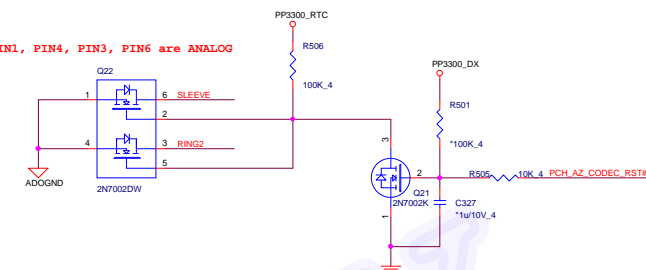 PP3300_RTC
IN1, PIN4, PIN3, PIN6 are ANALOG
R506
PP3300_DX
Q22
100K_4
1
6
SLEEVE
R501
2
*100K_4
4
3
RING2
3
5
2
R505
10K_4
PCH_AZ_CODEC_RST#
ADOGND
2N7002DW
Q21
2N7002K
C327
*1u/10V_4
1